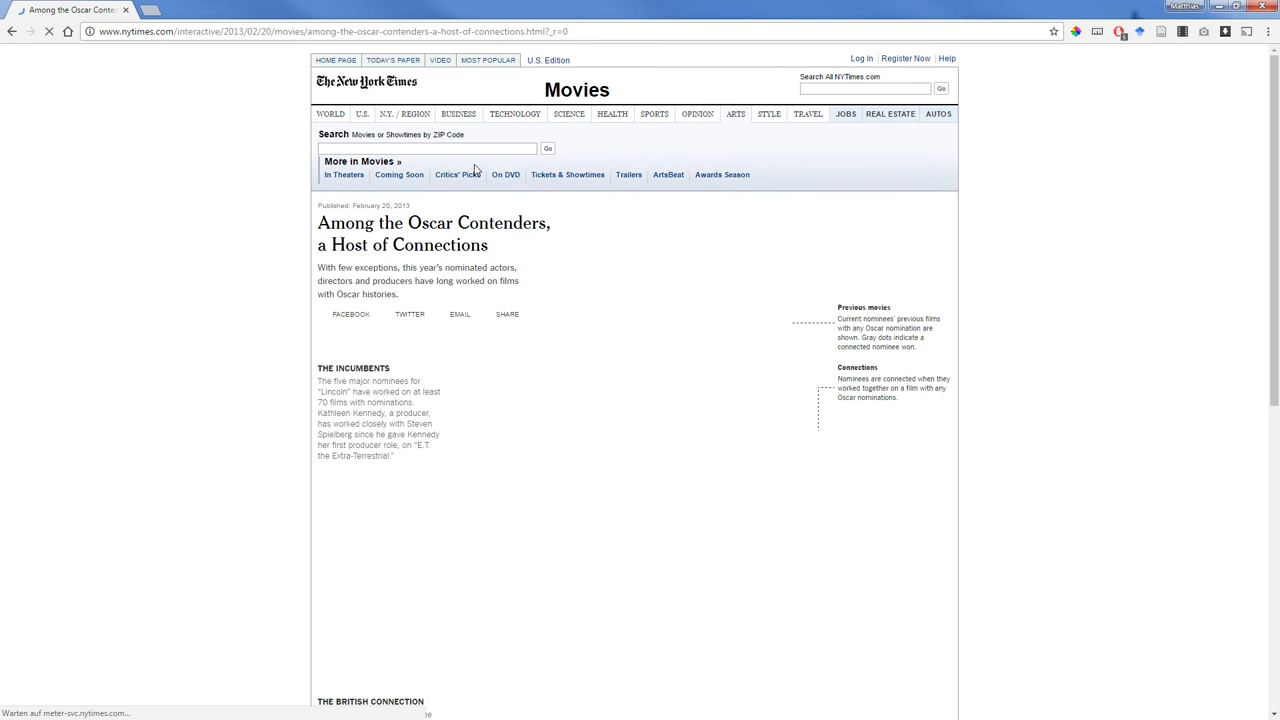 Among the Oscar Conte
Matthias
www.nytimes.com/interactive/2013/02/20/movies/among-the-oscar-contenders-a-host-of-connections.html?_r=0
HOME PAGE TODAY'S PAPER VIDEO MOST POPULAR U.S. Edition
Log In Register Now Help
The New York Times
Movies
Search All NYTimes.com
Go
WORLD U.S. N.Y. / REGION BUSINESS TECHNOLOGY SCIENCE HEALTH SPORTS OPINION ARTS STYLE TRAVEL JOBS REAL ESTATE AUTOS
Search Movies or Showtimes by ZIP Code
Go
More in Movies »
In Theaters Coming Soon Critics' Picks On DVD Tickets & Showtimes Trailers ArtsBeat Awards Season
Published: February 20, 2013
Among the Oscar Contenders,
a Host of Connections
With few exceptions, this year's nominated actors,
directors and producers have long worked on films
with Oscar histories.
FACEBOOK TWITTER EMAIL SHARE
Previous movies
Current nominees' previous films
with any Oscar nomination are
shown. Gray dots indicate a
connected nominee won.
Connections
Nominees are connected when they
worked together on a film with any
Oscar nominations.
THE INCUMBENTS
The five major nominees for
“Lincoln” have worked on at least
70 films with nominations.
Kathleen Kennedy, a producer,
has worked closely with Steven
Spielberg since he gave Kennedy
her first producer role, on “E.T.
the Extra-Terrestrial.”
THE BRITISH CONNECTION
Warten auf meter-svc.nytimes.com...